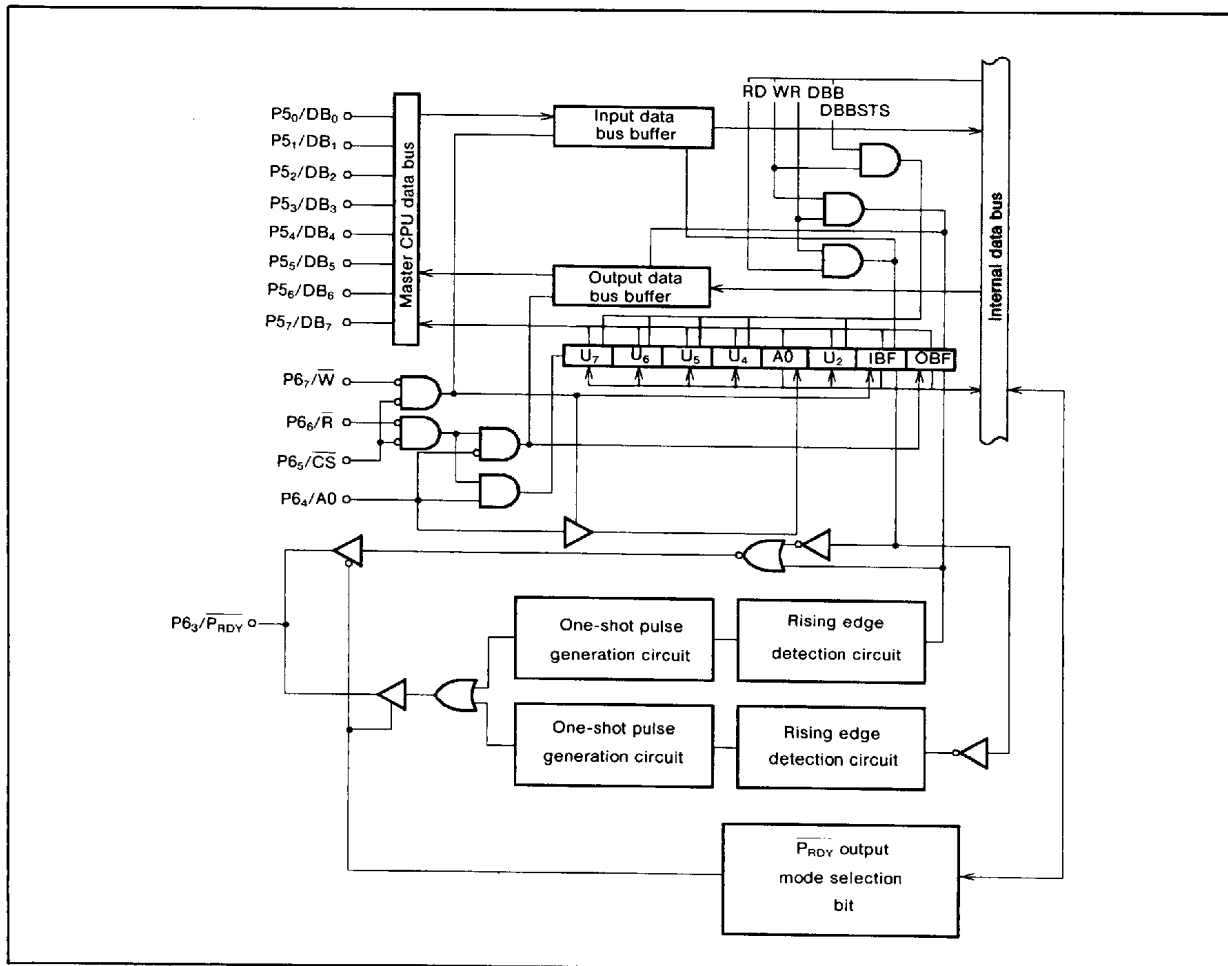 RD WR DBB
DBBSTS
P5₀/DB₀
P5₁/DB₁
P5₂/DB₂
P5₃/DB₃
P5₄/DB₄
P5₅/DB₅
P5₆/DB₆
P5₇/DB₇
Master CPU data bus
Input data
bus buffer
Output data
bus buffer
Internal data bus
U₇ U₆ U₅ U₄ A0 U₂ IBF OBF
P6₇/W̅
P6₆/R̅
P6₅/C̅S̅
P6₄/A0
P6₃/P̅R̅D̅Y̅
One-shot pulse
generation circuit
Rising edge
detection circuit
One-shot pulse
generation circuit
Rising edge
detection circuit
P̅R̅D̅Y̅ output
mode selection
bit